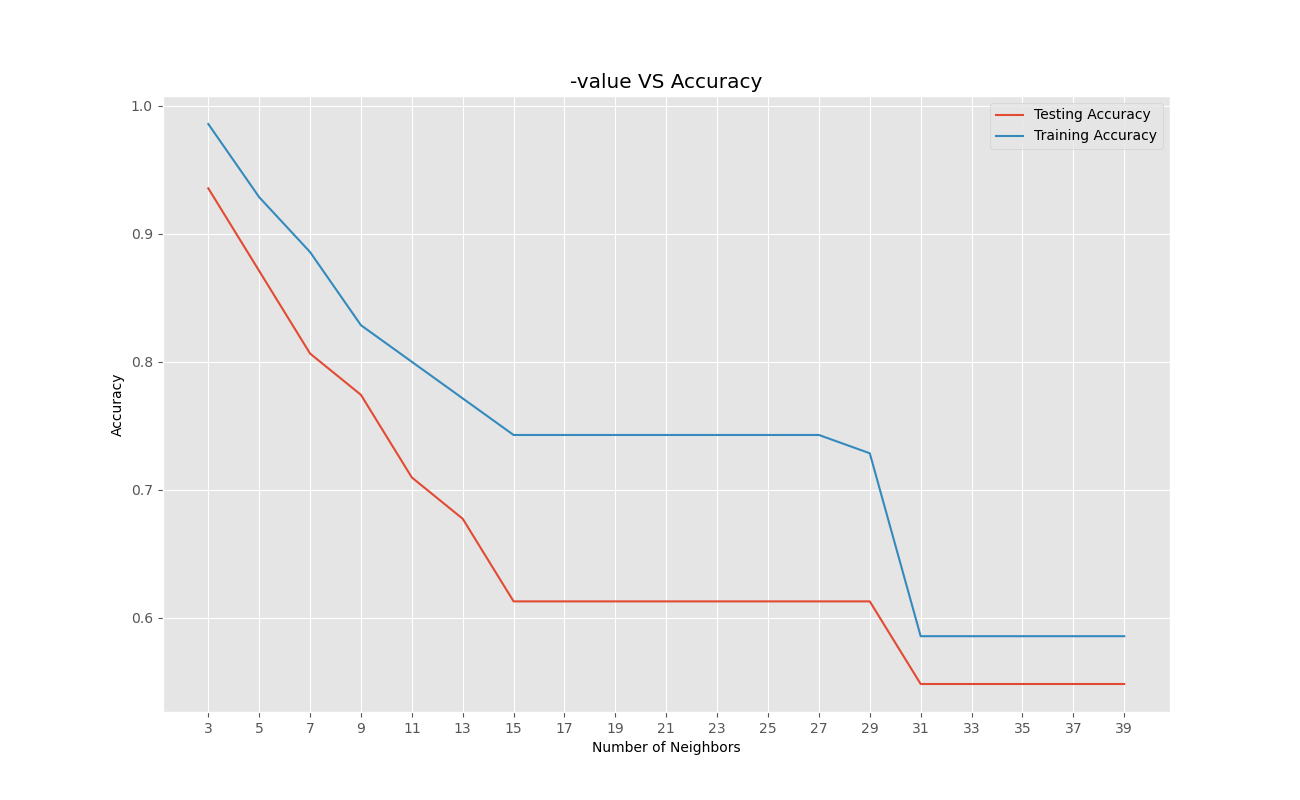 -value VS Accuracy
1.0
0.9
0.8
0.7
0.6
Accuracy
Testing Accuracy
Training Accuracy
3 5 7 9 11 13 15 17 19 21 23 25 27 29 31 33 35 37 39
Number of Neighbors